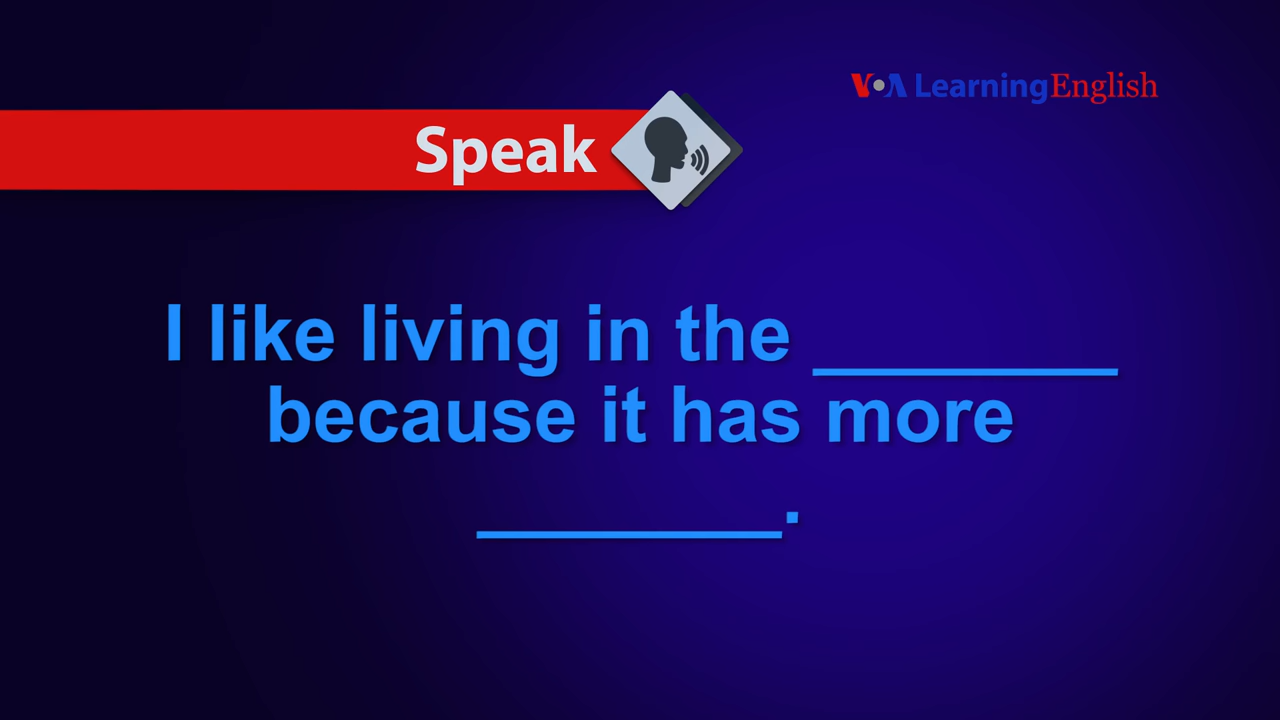 VOA Learning English
Speak
I like living in the ________
because it has more
________.